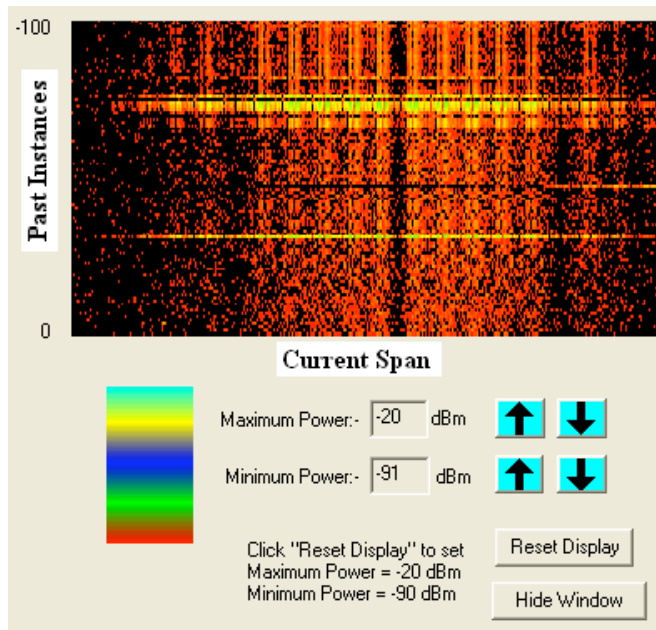 -100
Past Instances
0
Current Span
Maximum Power:- -20 dBm
Minimum Power:- -91 dBm
Click "Reset Display" to set
Maximum Power = -20 dBm
Minimum Power = -90 dBm
Reset Display
Hide Window